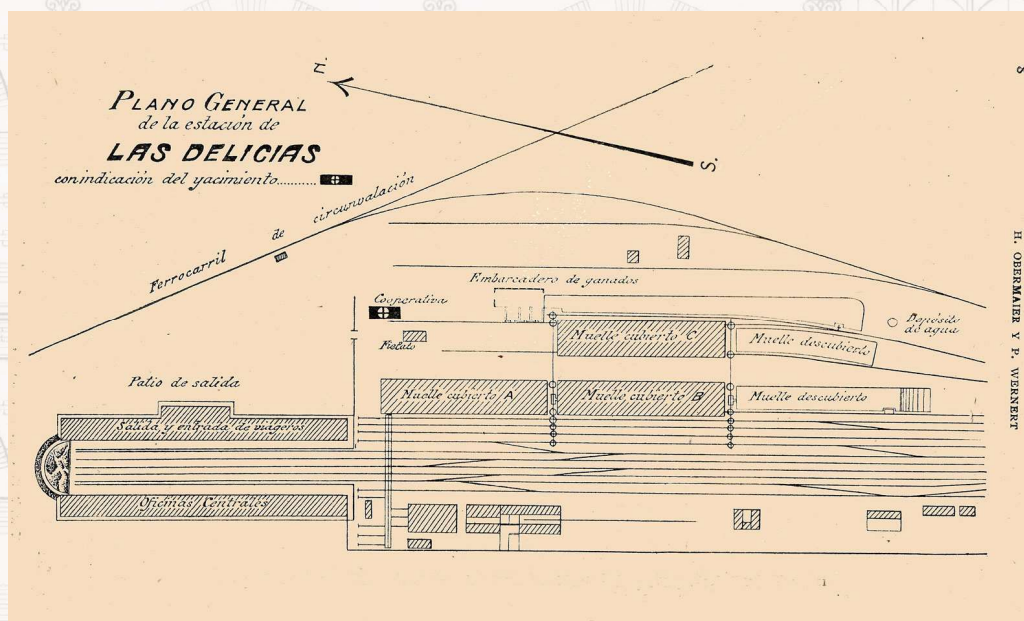 PLANO GENERAL
de la estación de
LAS DELICIAS
con indicación del yacimiento..........
S.
8
H. OBERMAIER Y P. WERNERT
Ferrocarril de circunvalación
Embarcadero de ganados
Cooperativa
Fielato
Depósito
de agua
Muelle cubierto C
Muelle descubierto
Patio de salida
Muelle cubierto A
Muelle cubierto B
Muelle descubierto
Salida y entrada de viageros
Oficinas Centrales